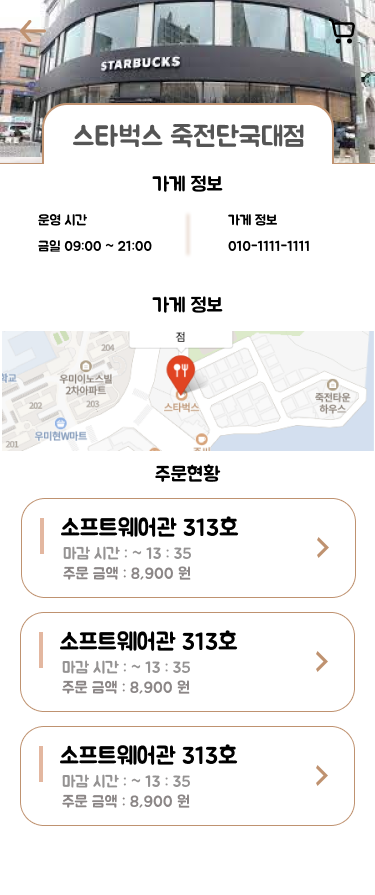 STARBUCKS
스타벅스 죽전단국대점
가게 정보
운영 시간
가게 정보
금일 09:00 ~ 21:00
010-1111-1111
가게 정보
점
204
학교
우미이노스빌
2차아파트
203
202
우미현W마트
201
스타벅스
죽전타운
하우스
주문현황
소프트웨어관 313호
마감 시간 : ~ 13 : 35
주문 금액 : 8,900 원
소프트웨어관 313호
마감 시간 : ~ 13 : 35
주문 금액 : 8,900 원
소프트웨어관 313호
마감 시간 : ~ 13 : 35
주문 금액 : 8,900 원